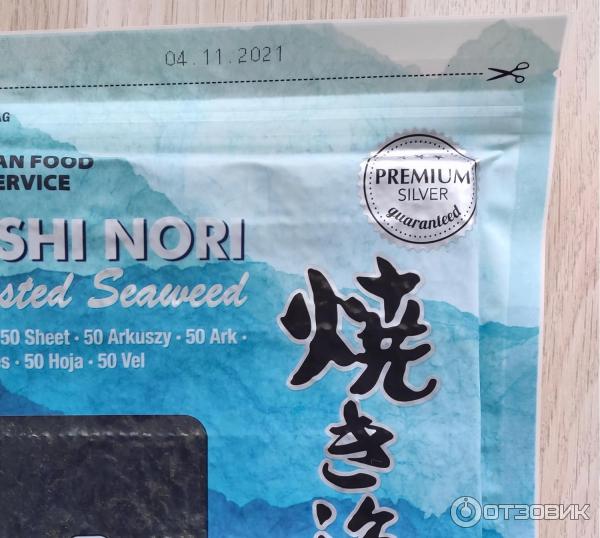 04.11.2021
AG
AN FOOD
ERVICE
PREMIUM
SILVER
guaranteed
SHI NORI
sted Seaweed
50 Sheet · 50 Arkuszy · 50 Ark ·
s · 50 Hoja · 50 Vel
焼き
ОТЗОВИК